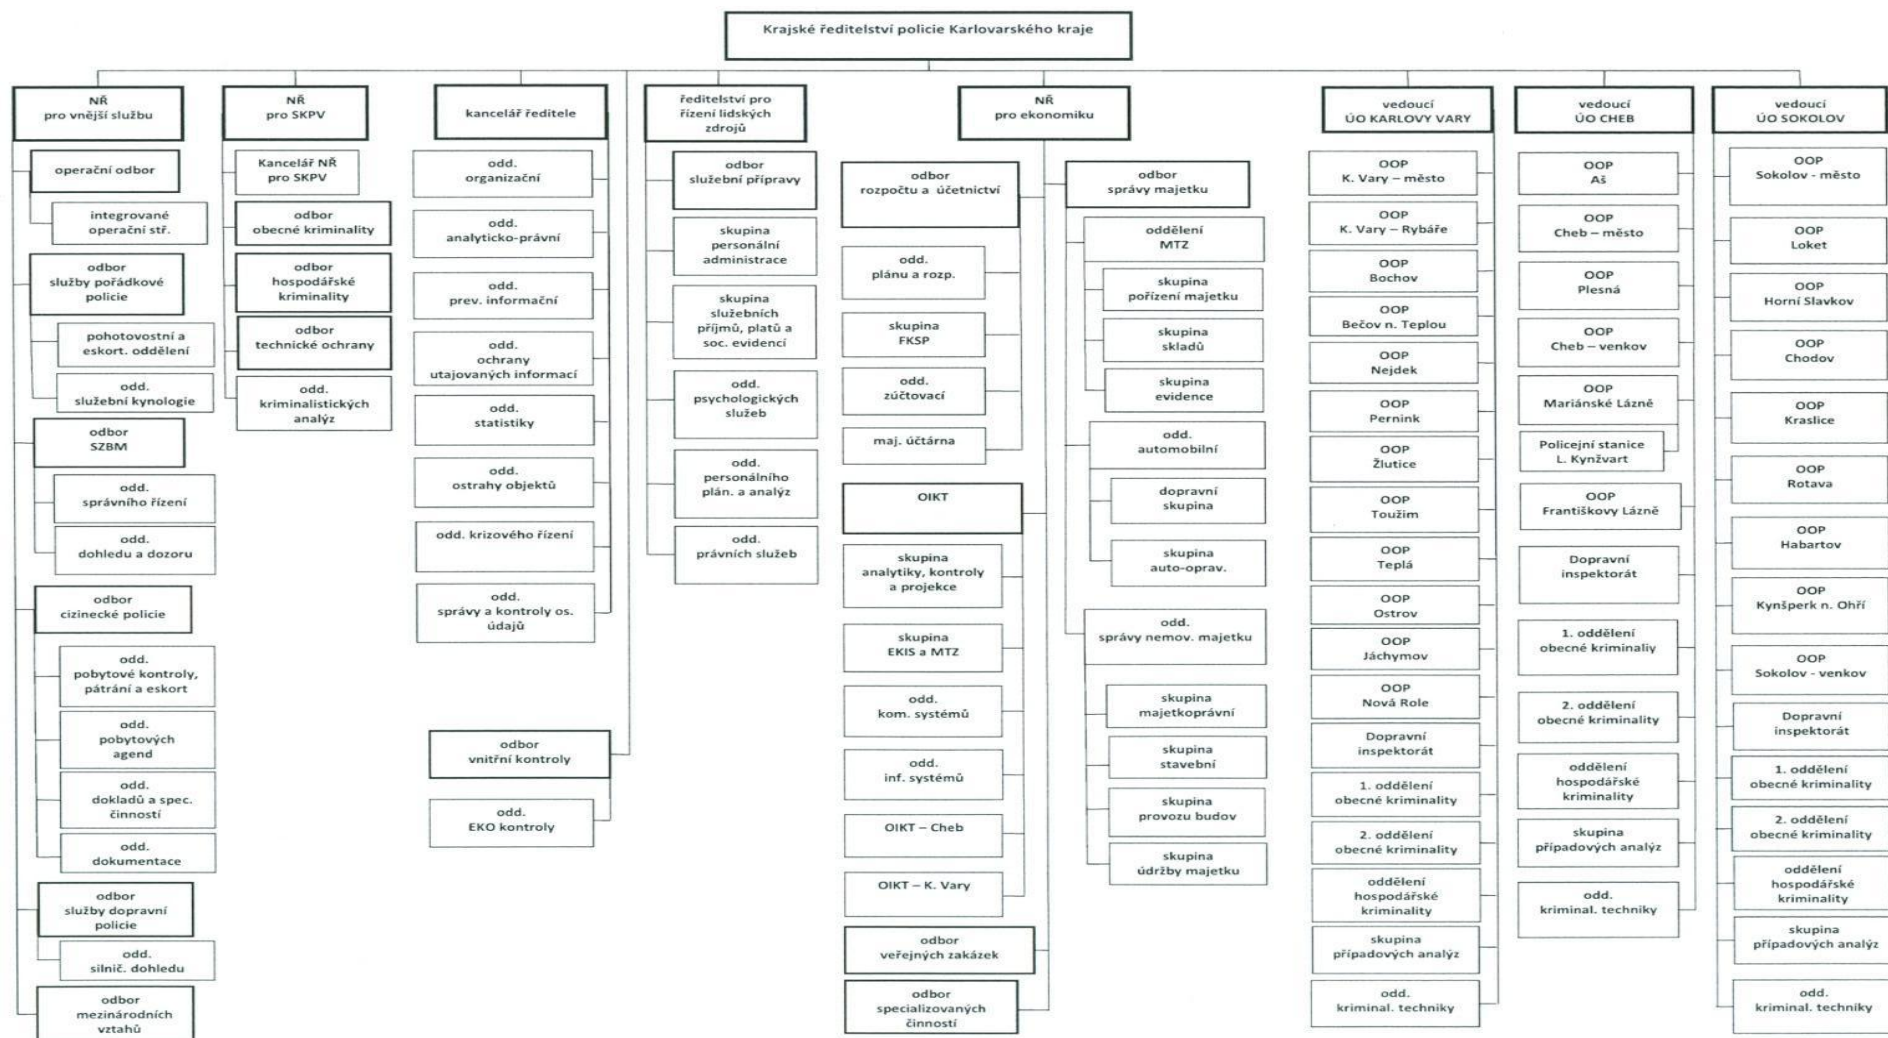 Krajské ředitelství policie Karlovarského kraje
NŘ
pro vnější službu
operační odbor
integrované
operační stř.
odbor
služby pořádkové
policie
pohotovostní a
eskort. oddělení
odd.
služební kynologie
odbor
SZBM
odd.
správního řízení
odd.
dohledu a dozoru
odbor
cizinecké policie
odd.
pobytové kontroly,
pátrání a eskort
odd.
pobytových
agend
odd.
dokladů a spec.
činností
odd.
dokumentace
odbor
služby dopravní
policie
odd.
silnič. dohledu
odbor
mezinárodních
vztahů
NŘ
pro SKPV
Kancelář NŘ
pro SKPV
odbor
obecné kriminality
odbor
hospodářské
kriminality
odbor
technické ochrany
odd.
kriminalistických
analýz
kancelář ředitele
odd.
organizační
odd.
analyticko-právní
odd.
prev. informační
odd.
ochrany
utajovaných informací
odd.
statistiky
odd.
ostrahy objektů
odd. krizového řízení
odd.
správy a kontroly os.
údajů
odbor
vnitřní kontroly
odd.
EKO kontroly
ředitelství pro
řízení lidských
zdrojů
odbor
služební přípravy
skupina
personální
administrace
skupina
služebních
příjmů, platů a
soc. evidencí
odd.
psychologických
služeb
odd.
personálního
plán. a analýz
odd.
právních služeb
NŘ
pro ekonomiku
odbor
rozpočtu a účetnictví
odd.
plánu a rozp.
skupina
FKSP
odd.
zúčtovací
maj. účtárna
OIKT
skupina
analytiky, kontroly
a projekce
skupina
EKIS a MTZ
odd.
kom. systémů
odd.
inf. systémů
OIKT – Cheb
OIKT – K. Vary
odbor
veřejných zakázek
odbor
specializovaných
činností
odbor
správy majetku
oddělení
MTZ
skupina
pořízení majetku
skupina
skladů
skupina
evidence
odd.
automobilní
dopravní
skupina
skupina
auto-oprav.
odd.
správy nemov. majetku
skupina
majetkoprávní
skupina
stavební
skupina
provozu budov
skupina
údržby majetku
vedoucí
ÚO KARLOVY VARY
OOP
K. Vary – město
OOP
K. Vary – Rybáře
OOP
Bochov
OOP
Bečov n. Teplou
OOP
Nejdek
OOP
Pernink
OOP
Žlutice
OOP
Toužim
OOP
Teplá
OOP
Ostrov
OOP
Jáchymov
OOP
Nová Role
Dopravní
inspektorát
1. oddělení
obecné kriminality
2. oddělení
obecné kriminality
oddělení
hospodářské
kriminality
skupina
případových analýz
odd.
kriminal. techniky
vedoucí
ÚO CHEB
OOP
Aš
OOP
Cheb – město
OOP
Plesná
OOP
Cheb – venkov
OOP
Mariánské Lázně
Policejní stanice
L. Kynžvart
OOP
Františkovy Lázně
Dopravní
inspektorát
1. oddělení
obecné kriminaliy
2. oddělení
obecné kriminality
oddělení
hospodářské
kriminality
skupina
případových analýz
odd.
kriminal. techniky
vedoucí
ÚO SOKOLOV
OOP
Sokolov - město
OOP
Loket
OOP
Horní Slavkov
OOP
Chodov
OOP
Kraslice
OOP
Rotava
OOP
Habartov
OOP
Kynšperk n. Ohří
OOP
Sokolov - venkov
Dopravní
inspektorát
1. oddělení
obecné kriminality
2. oddělení
obecné kriminality
oddělení
hospodářské
kriminality
skupina
případových analýz
odd.
kriminal. techniky